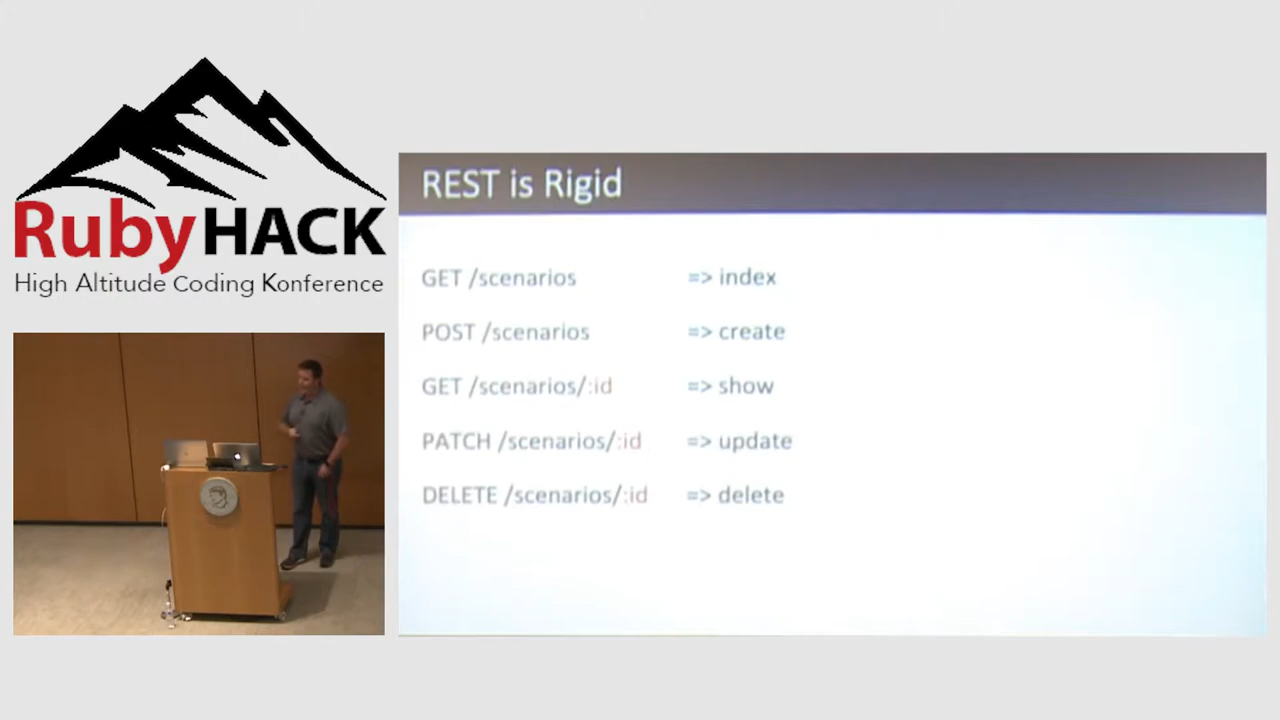 RubyHACK
High Altitude Coding Konference
REST is Rigid
GET /scenarios => index
POST /scenarios => create
GET /scenarios/:id => show
PATCH /scenarios/:id => update
DELETE /scenarios/:id => delete